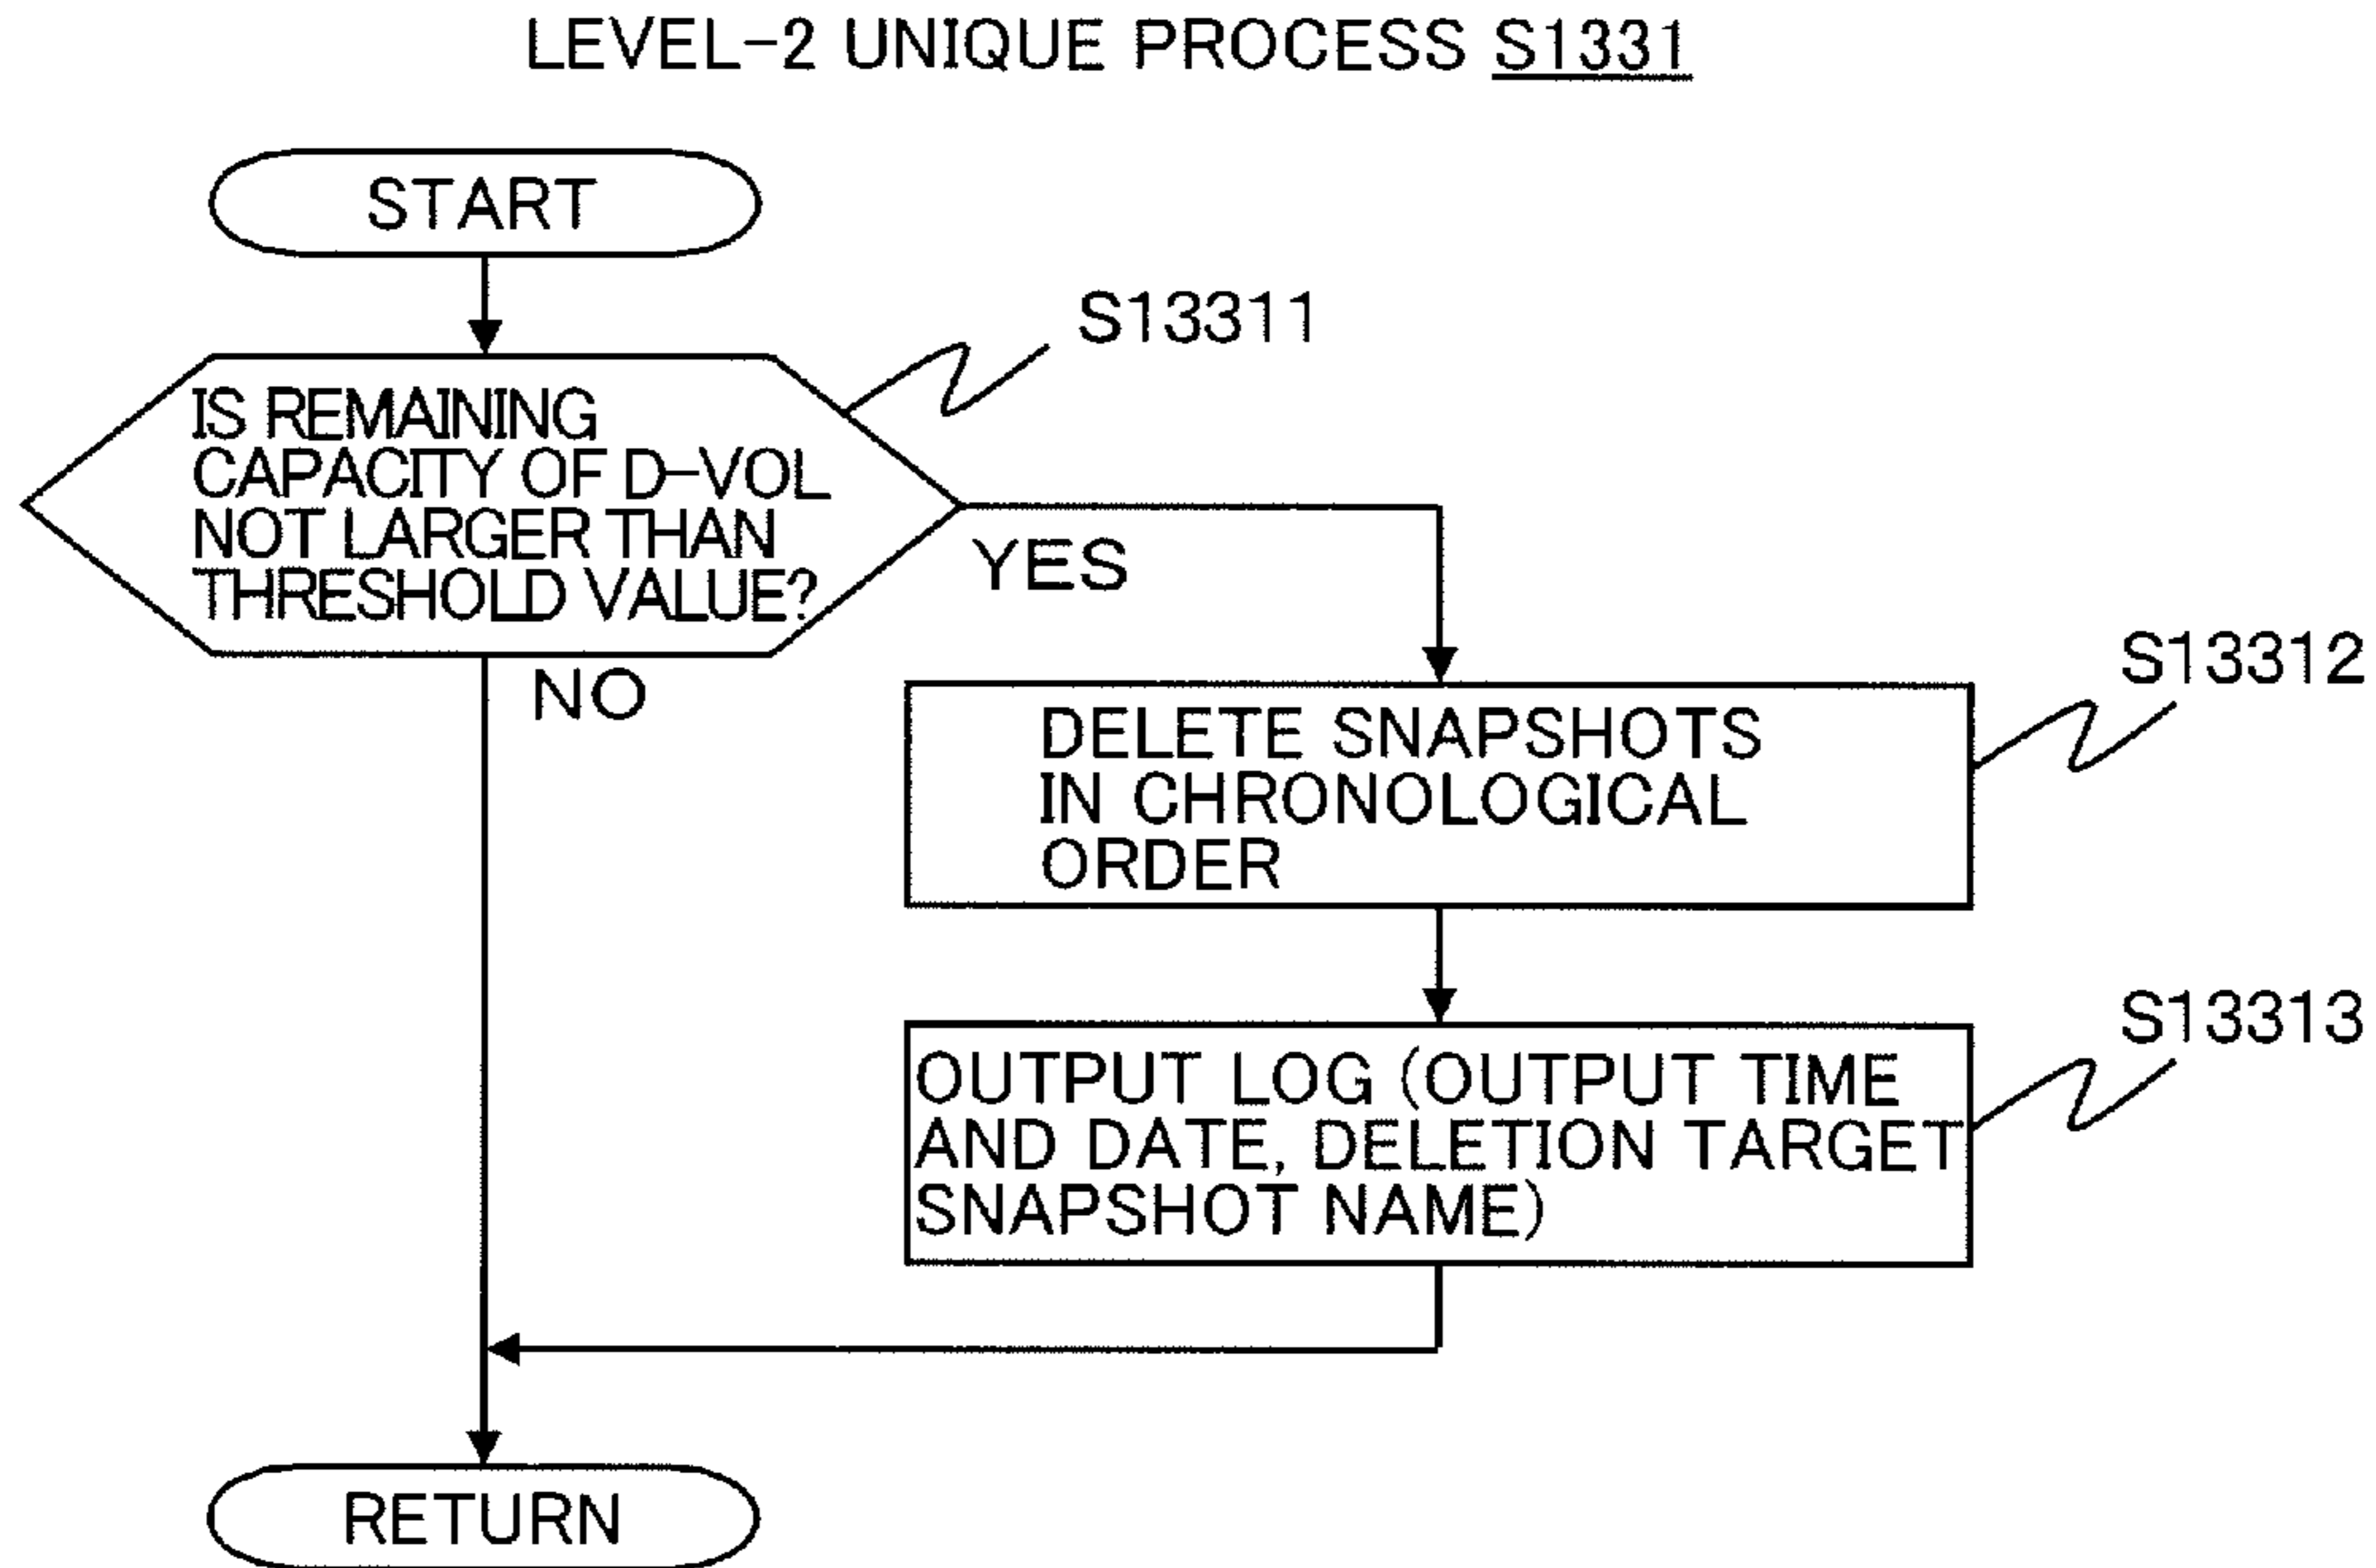 LEVEL-2 UNIQUE PROCESS S1331
START
S13311
IS REMAINING
CAPACITY OF D-VOL
NOT LARGER THAN
THRESHOLD VALUE?
YES
NO
S13312
DELETE SNAPSHOTS
IN CHRONOLOGICAL
ORDER
S13313
OUTPUT LOG (OUTPUT TIME
AND DATE, DELETION TARGET
SNAPSHOT NAME)
RETURN